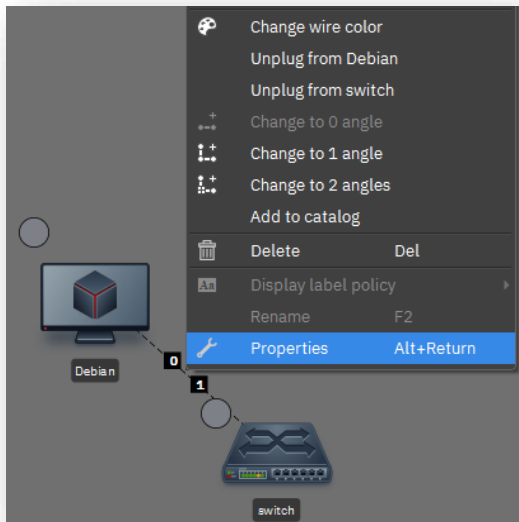 Change wire color
Unplug from Debian
Unplug from switch
Change to 0 angle
Change to 1 angle
Change to 2 angles
Add to catalog
Delete Del
Aa Display label policy
Rename F2
Properties Alt+Return
0
Debian
1
switch